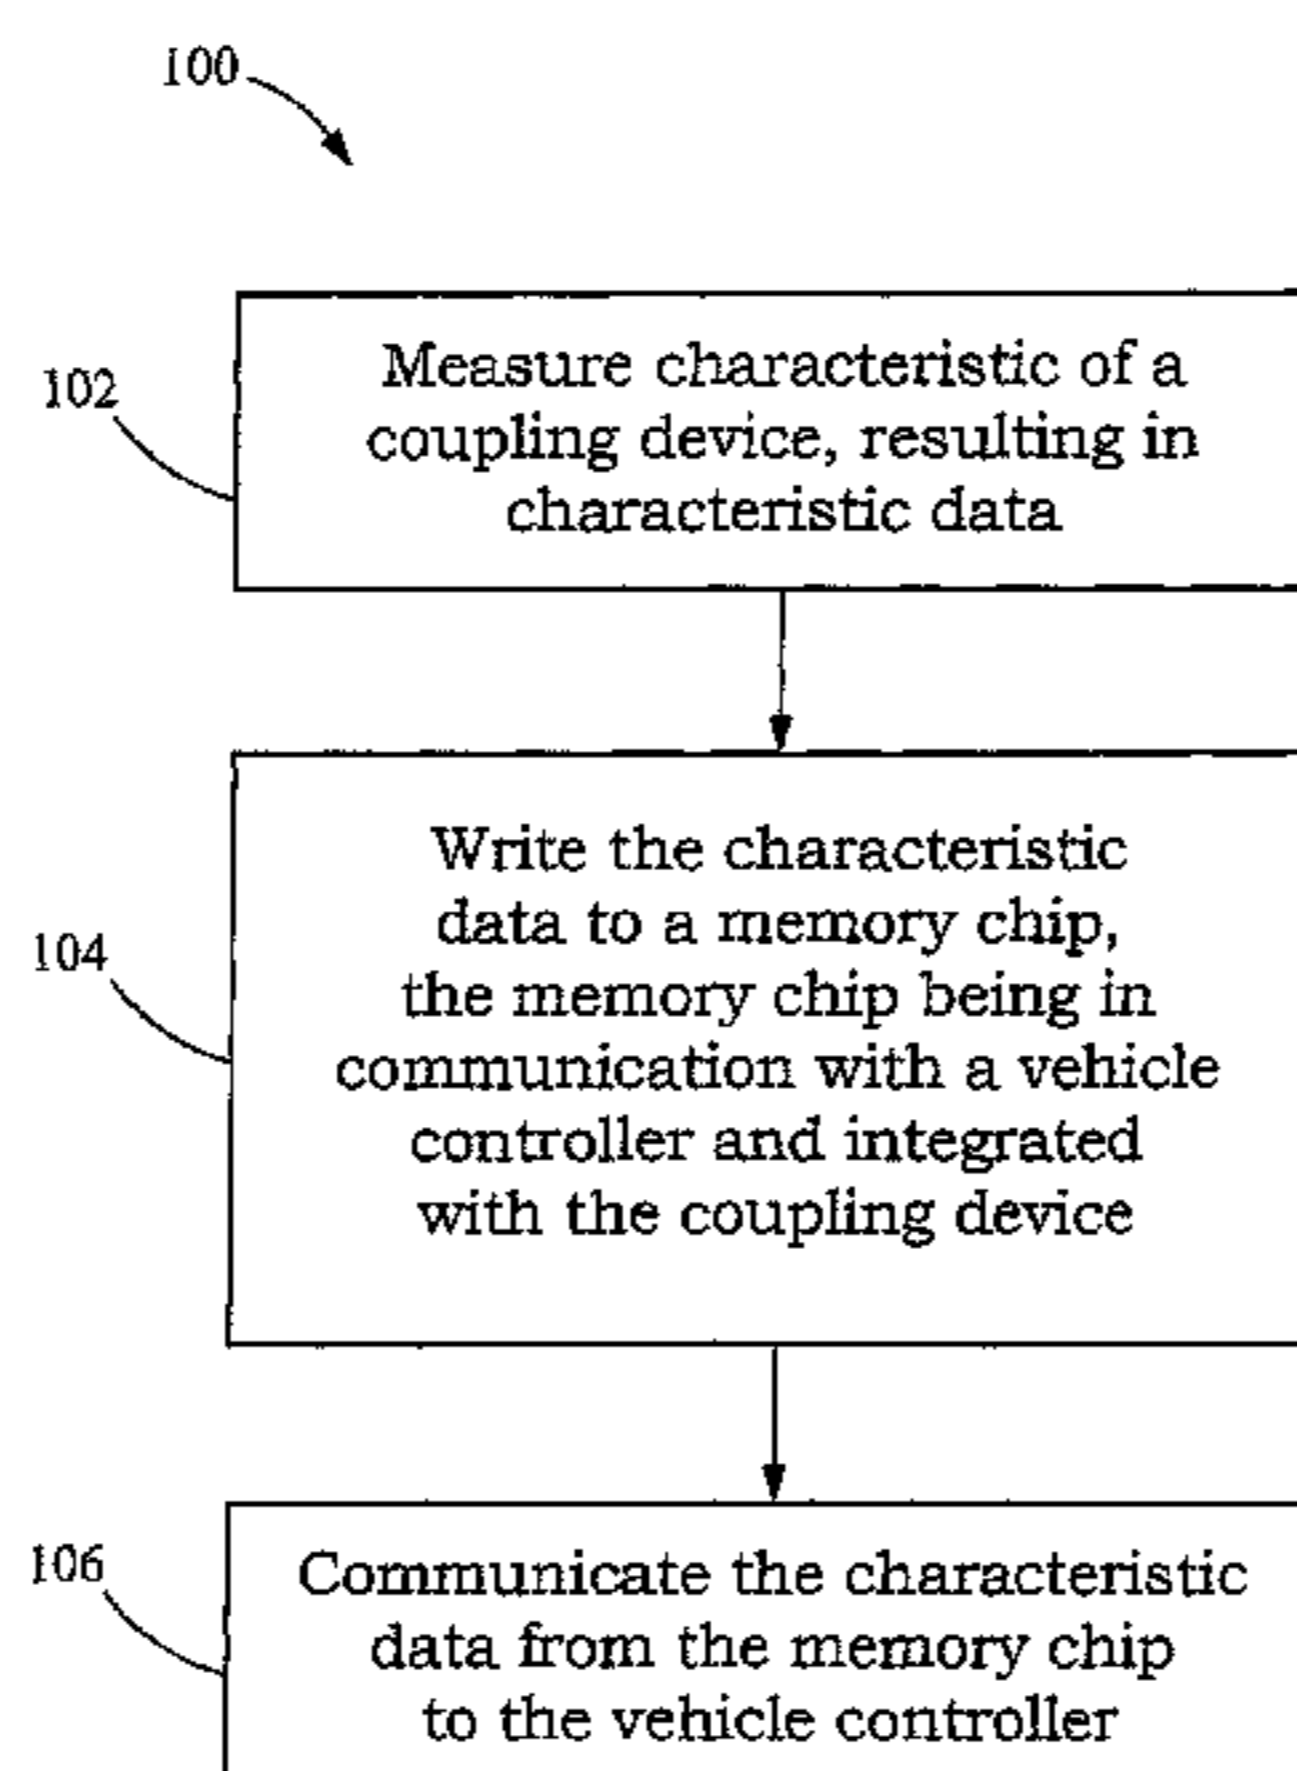 100
102
Measure characteristic of a
coupling device, resulting in
characteristic data
104
Write the characteristic
data to a memory chip,
the memory chip being in
communication with a vehicle
controller and integrated
with the coupling device
106
Communicate the characteristic
data from the memory chip
to the vehicle controller